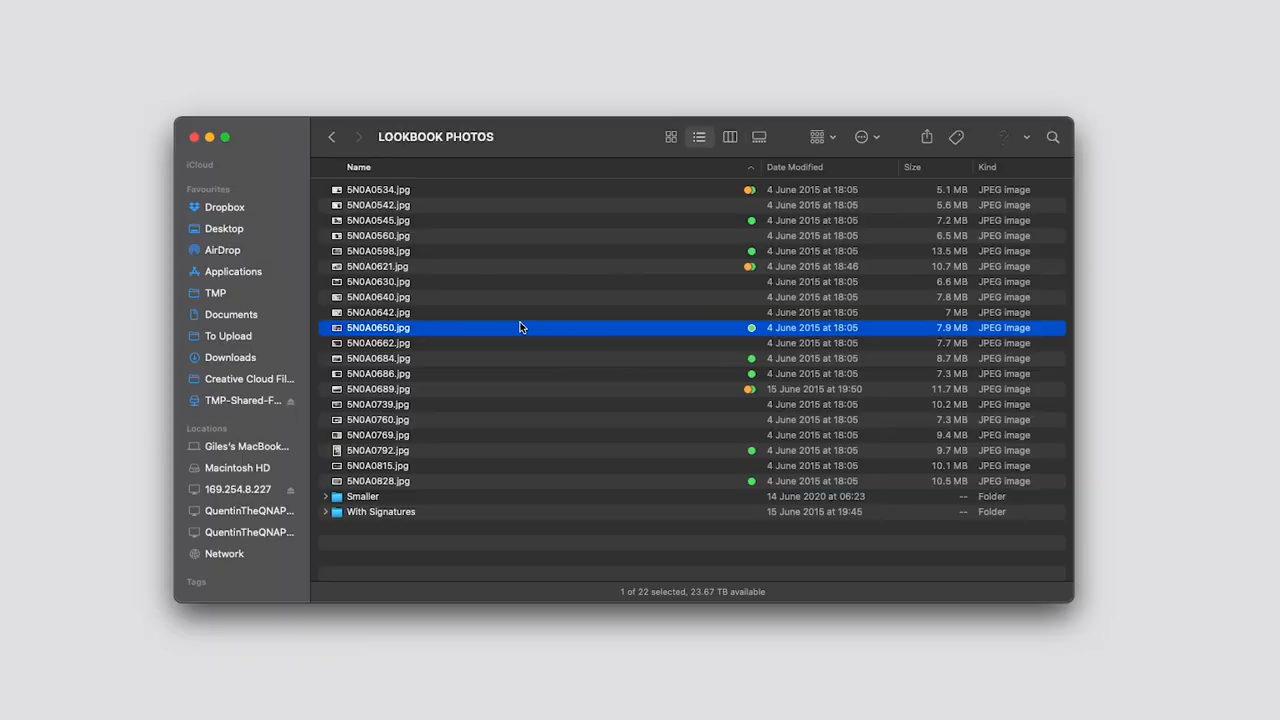 LOOKBOOK PHOTOS
iCloud
Favourites
Dropbox
Desktop
AirDrop
Applications
TMP
Documents
To Upload
Downloads
Creative Cloud Fil...
TMP-Shared-F...
Locations
Giles's MacBook...
Macintosh HD
169.254.8.227
QuentinTheQNAP...
QuentinTheQNAP...
Network
Tags
Name Date Modified Size Kind
5N0A0534.jpg 4 June 2015 at 18:05 5.1 MB JPEG image
5N0A0542.jpg 4 June 2015 at 18:05 5.6 MB JPEG image
5N0A0545.jpg 4 June 2015 at 18:05 7.2 MB JPEG image
5N0A0560.jpg 4 June 2015 at 18:05 6.5 MB JPEG image
5N0A0598.jpg 4 June 2015 at 18:05 13.5 MB JPEG image
5N0A0621.jpg 4 June 2015 at 18:46 10.7 MB JPEG image
5N0A0630.jpg 4 June 2015 at 18:05 6.6 MB JPEG image
5N0A0640.jpg 4 June 2015 at 18:05 7.8 MB JPEG image
5N0A0642.jpg 4 June 2015 at 18:05 7 MB JPEG image
5N0A0650.jpg 4 June 2015 at 18:05 7.9 MB JPEG image
5N0A0662.jpg 4 June 2015 at 18:05 7.7 MB JPEG image
5N0A0684.jpg 4 June 2015 at 18:05 8.7 MB JPEG image
5N0A0686.jpg 4 June 2015 at 18:05 7.3 MB JPEG image
5N0A0689.jpg 15 June 2015 at 19:50 11.7 MB JPEG image
5N0A0739.jpg 4 June 2015 at 18:05 10.2 MB JPEG image
5N0A0760.jpg 4 June 2015 at 18:05 7.3 MB JPEG image
5N0A0769.jpg 4 June 2015 at 18:05 9.4 MB JPEG image
5N0A0792.jpg 4 June 2015 at 18:05 9.7 MB JPEG image
5N0A0815.jpg 4 June 2015 at 18:05 10.1 MB JPEG image
5N0A0828.jpg 4 June 2015 at 18:05 10.5 MB JPEG image
Smaller 14 June 2020 at 06:23 -- Folder
With Signatures 15 June 2015 at 19:45 -- Folder
1 of 22 selected, 23.67 TB available